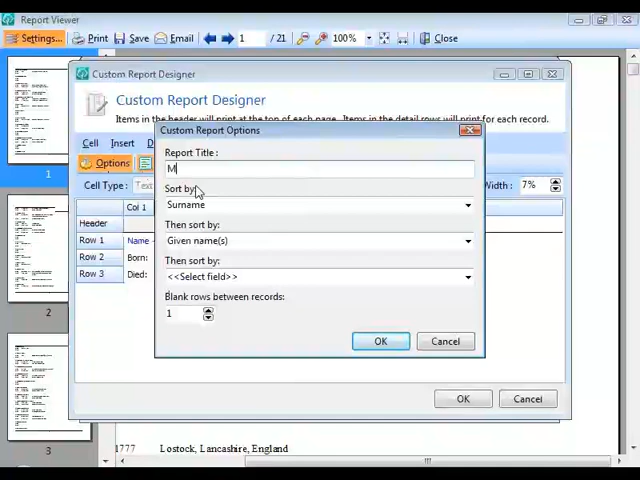 Report Viewer
Settings... Print Save Email 1 / 21 100% Close
Custom Report Designer
Custom Report Designer
Items in the header will print at the top of each page. Items in the detail rows will print for each record.
Cell Insert D
Options
Cell Type : Text Width : 7%
Col 1
Header
Row 1 Name
Row 2 Born:
Row 3 Died:
Custom Report Options
Report Title :
M
Sort by:
Surname
Then sort by:
Given name(s)
Then sort by:
<<Select field>>
Blank rows between records:
1
OK Cancel
OK Cancel
1
2
3
1777 Lostock, Lancashire, England